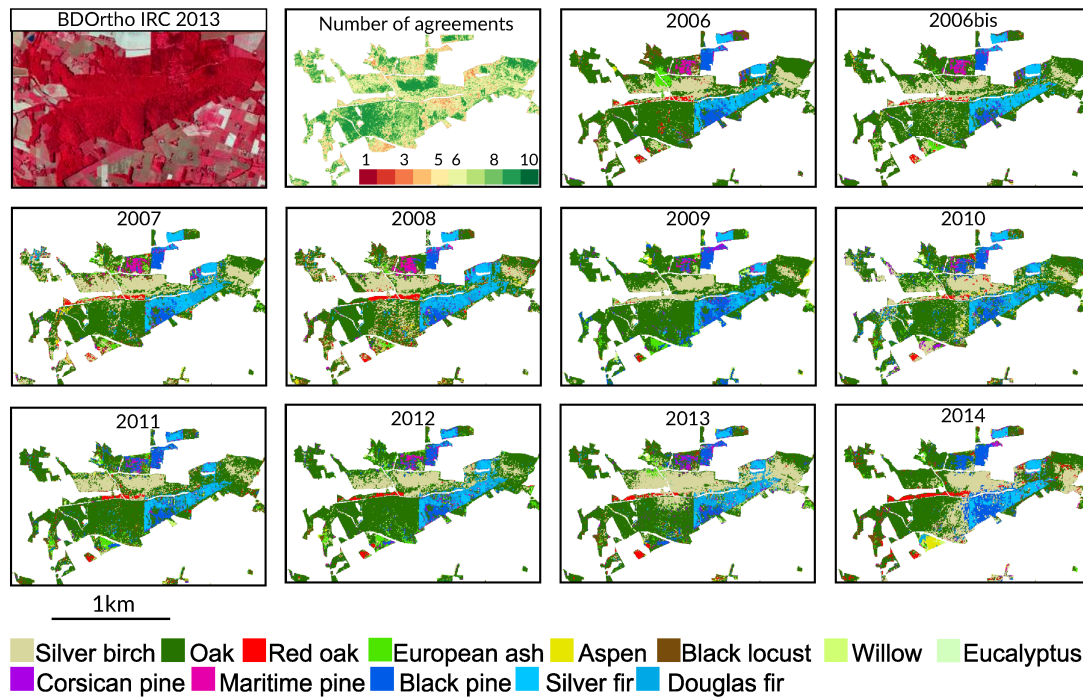 BDOrtho IRC 2013
Number of agreements
2006
2006bis
1 3 5 6 8 10
2007
2008
2009
2010
2011
2012
2013
2014
1km
Silver birch Oak Red oak European ash Aspen Black locust Willow Eucalyptus
Corsican pine Maritime pine Black pine Silver fir Douglas fir